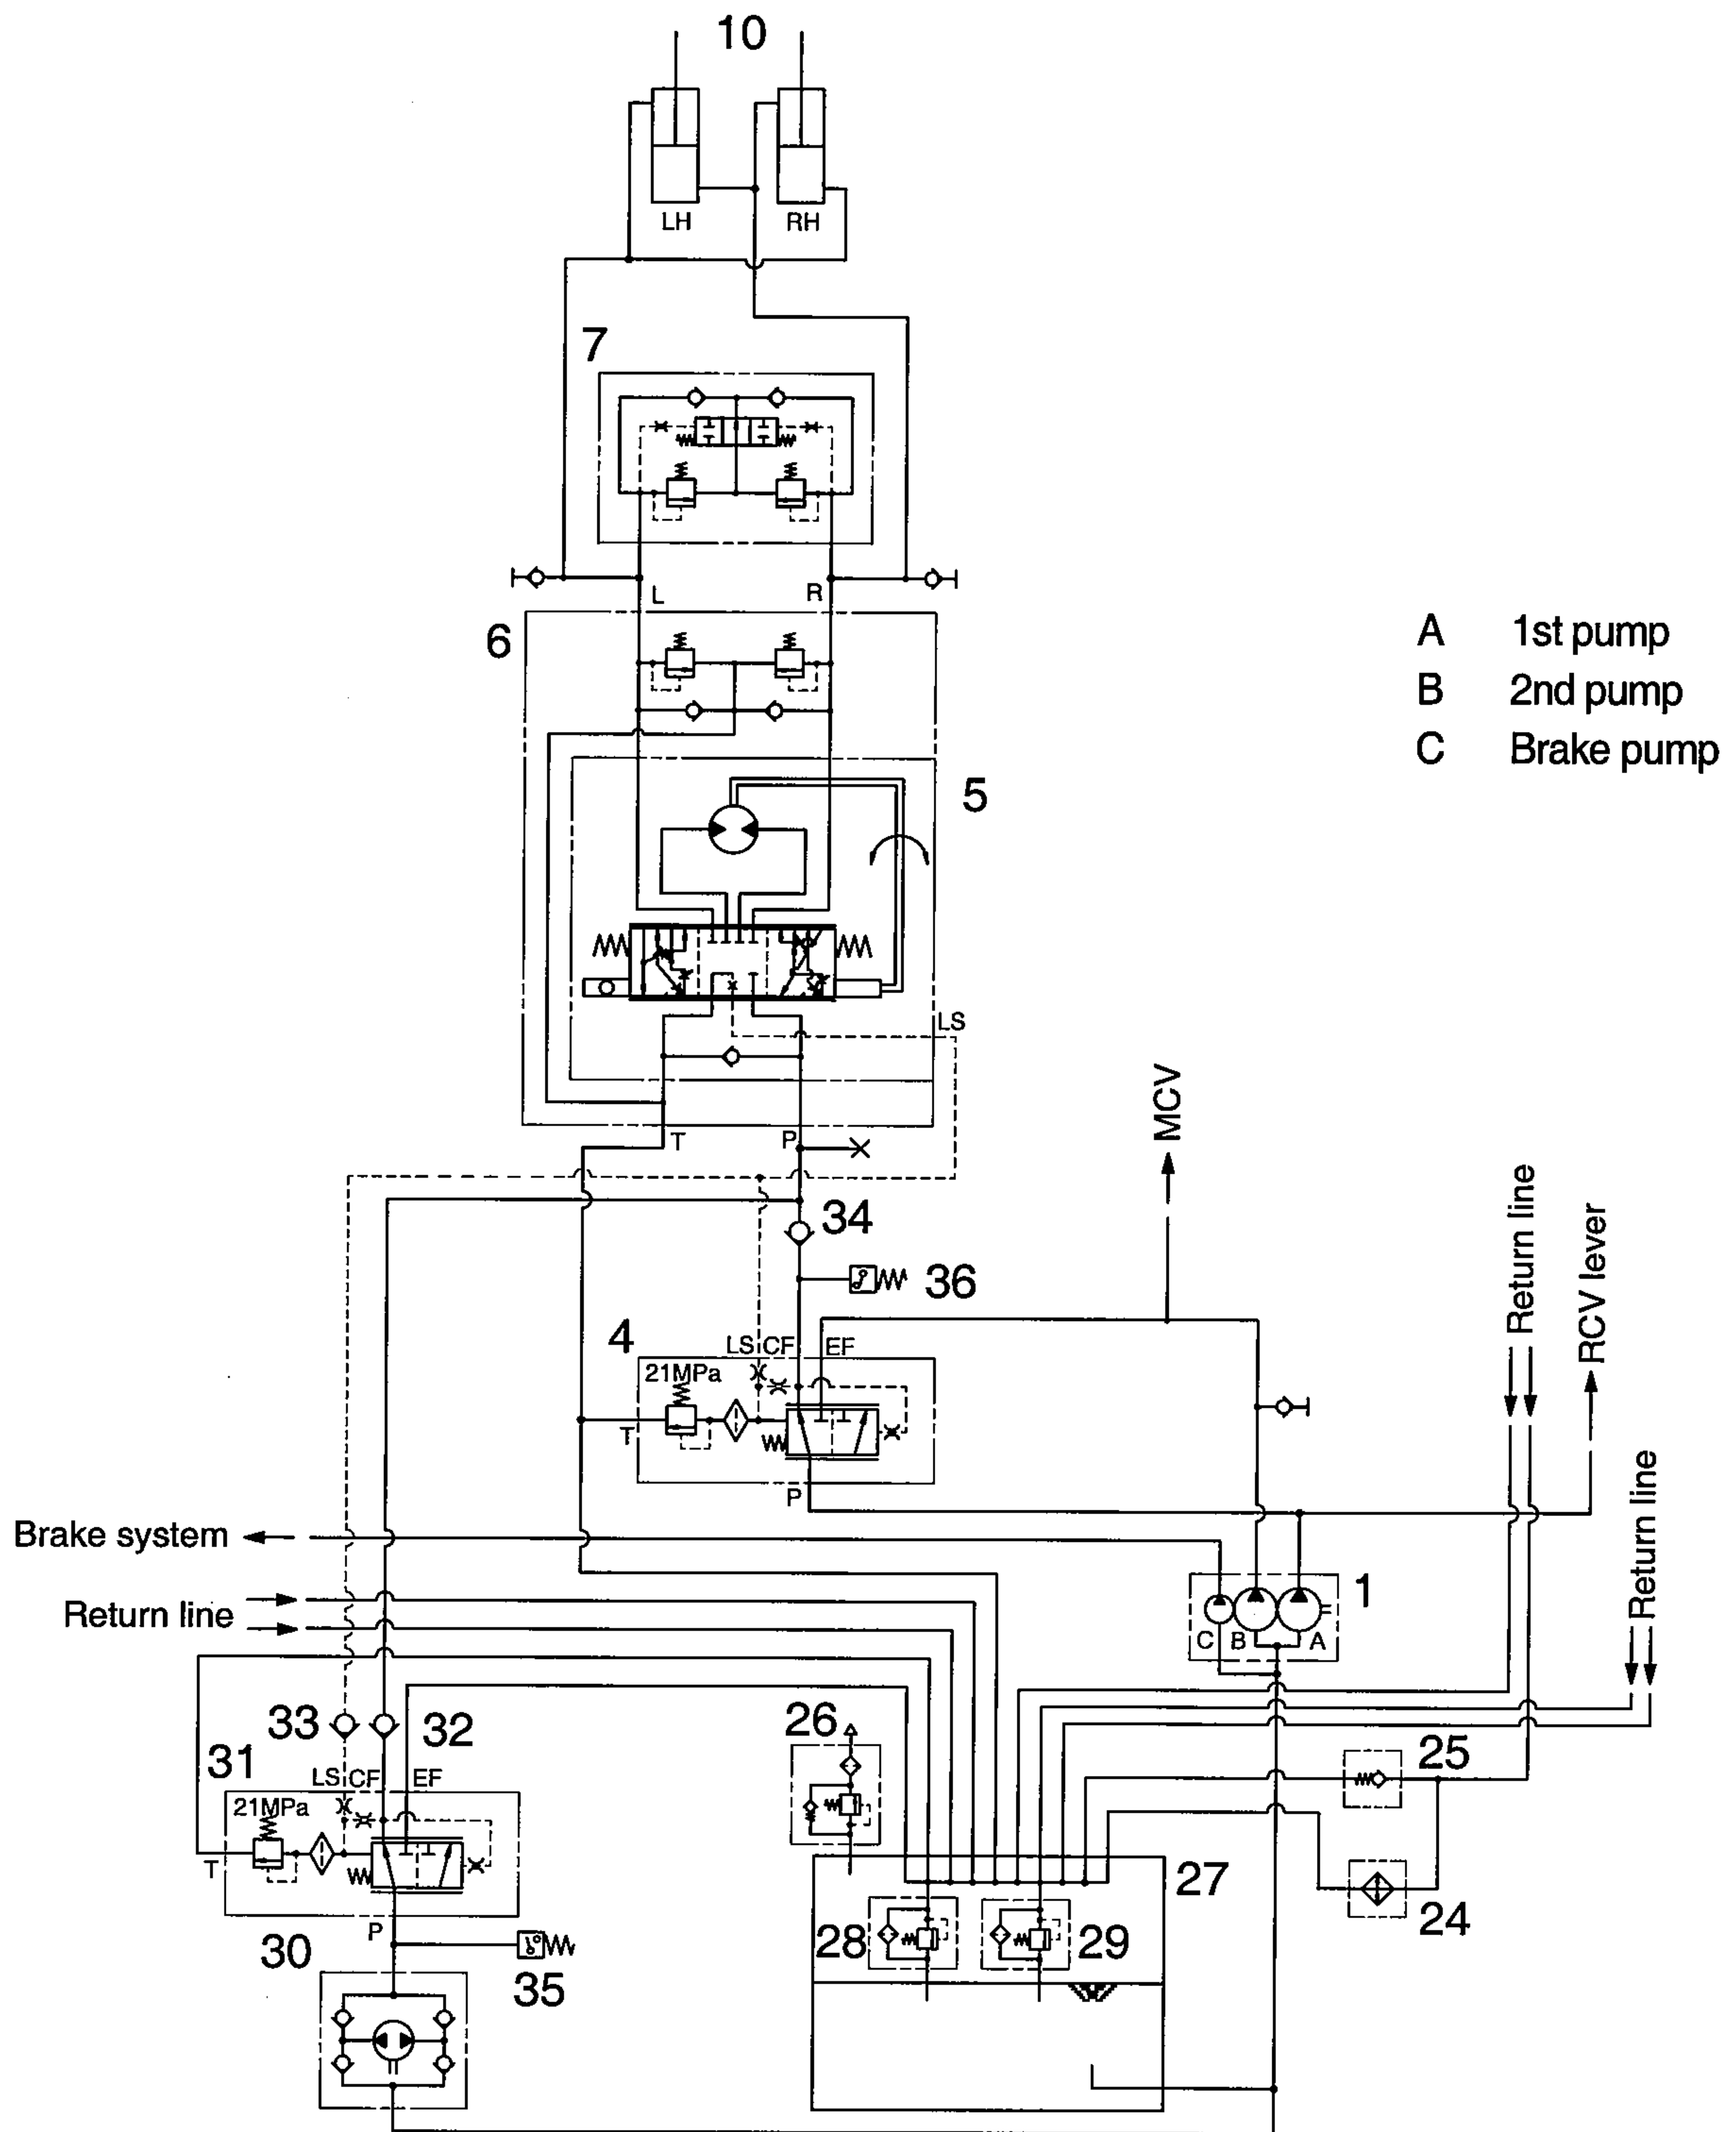 10
LH
RH
7
L
R
6
A 1st pump
B 2nd pump
C Brake pump
5
LS
MCV
T
P
34
Return line
RCV lever
36
4
LS
CF
EF
21MPa
T
P
Return line
Brake system
1
Return line
C
B
A
33
32
26
31
25
LS
CF
EF
21MPa
T
27
24
P
28
29
30
35